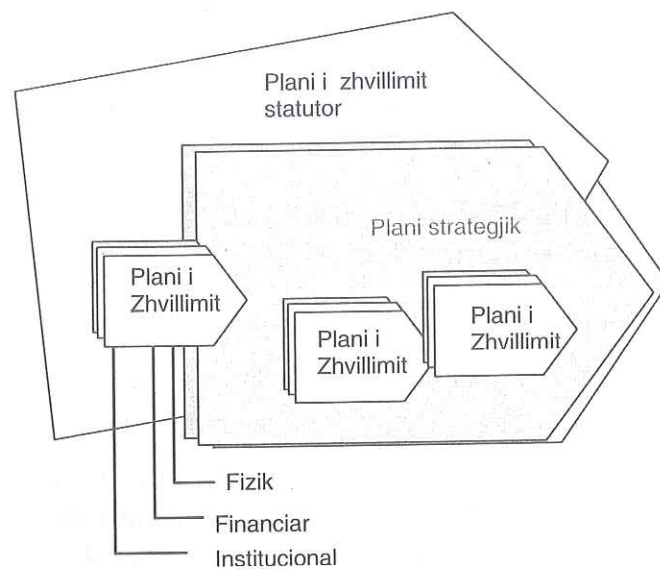 Plani i zhvillimit
statutor
Plani strategjik
Plani i
Zhvillimit
Plani i
Zhvillimit
Plani i
Zhvillimit
Fizik
Financiar
Institucional